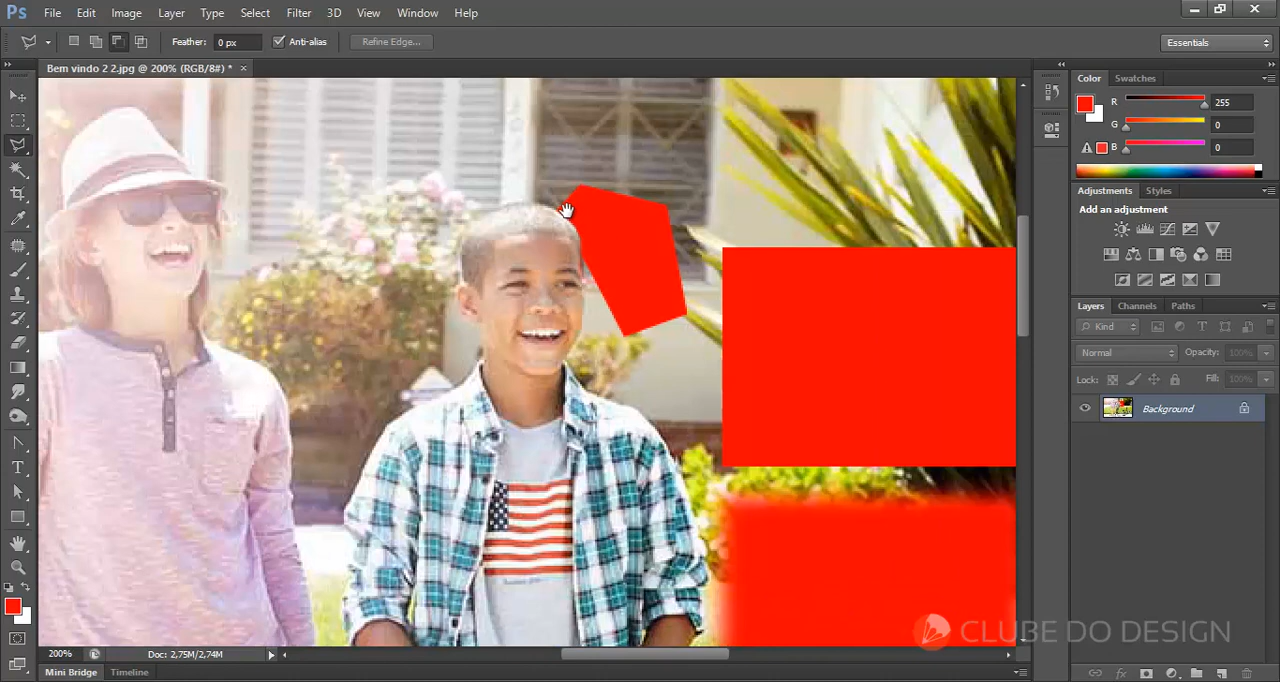 Ps File Edit Image Layer Type Select Filter 3D View Window Help
Feather: 0 px Anti-alias Refine Edge... Essentials
Bem vindo 2 2.jpg @ 200% (RGB/8#) * ×
Color Swatches
R 255
G 0
B 0
Adjustments Styles
Add an adjustment
Layers Channels Paths
Kind
Normal Opacity: 100%
Lock: Fill: 100%
Background
CLUBE DO DESIGN
200% Doc: 2,75M/2,74M
Mini Bridge Timeline